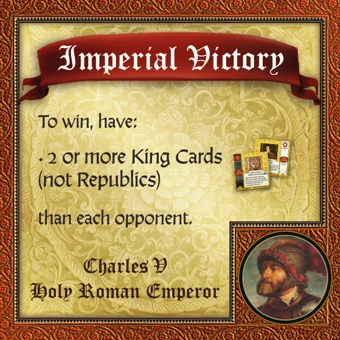 Imperial Victory
To win, have:
• 2 or more King Cards
(not Republics)
than each opponent.
Charles V
Holy Roman Emperor